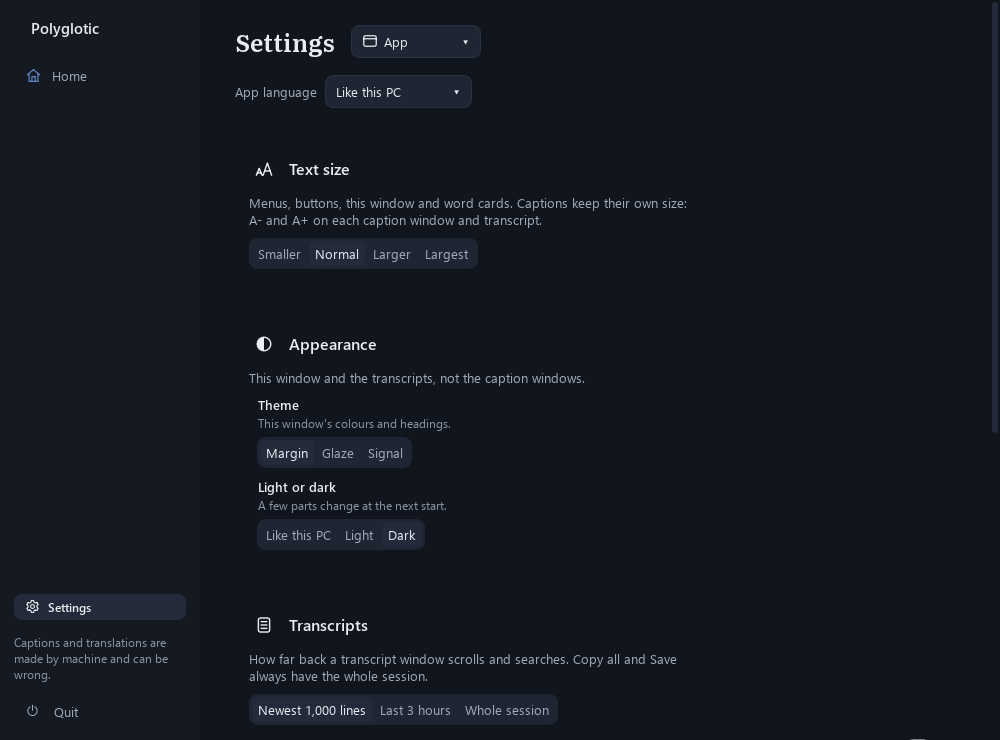 Polyglotic
Home
Settings
App
App language
Like this PC
Text size
Menus, buttons, this window and word cards. Captions keep their own size:
A- and A+ on each caption window and transcript.
Smaller Normal Larger Largest
Appearance
This window and the transcripts, not the caption windows.
Theme
This window's colours and headings.
Margin Glaze Signal
Light or dark
A few parts change at the next start.
Like this PC Light Dark
Transcripts
How far back a transcript window scrolls and searches. Copy all and Save
always have the whole session.
Newest 1,000 lines Last 3 hours Whole session
Settings
Captions and translations are
made by machine and can be
wrong.
Quit